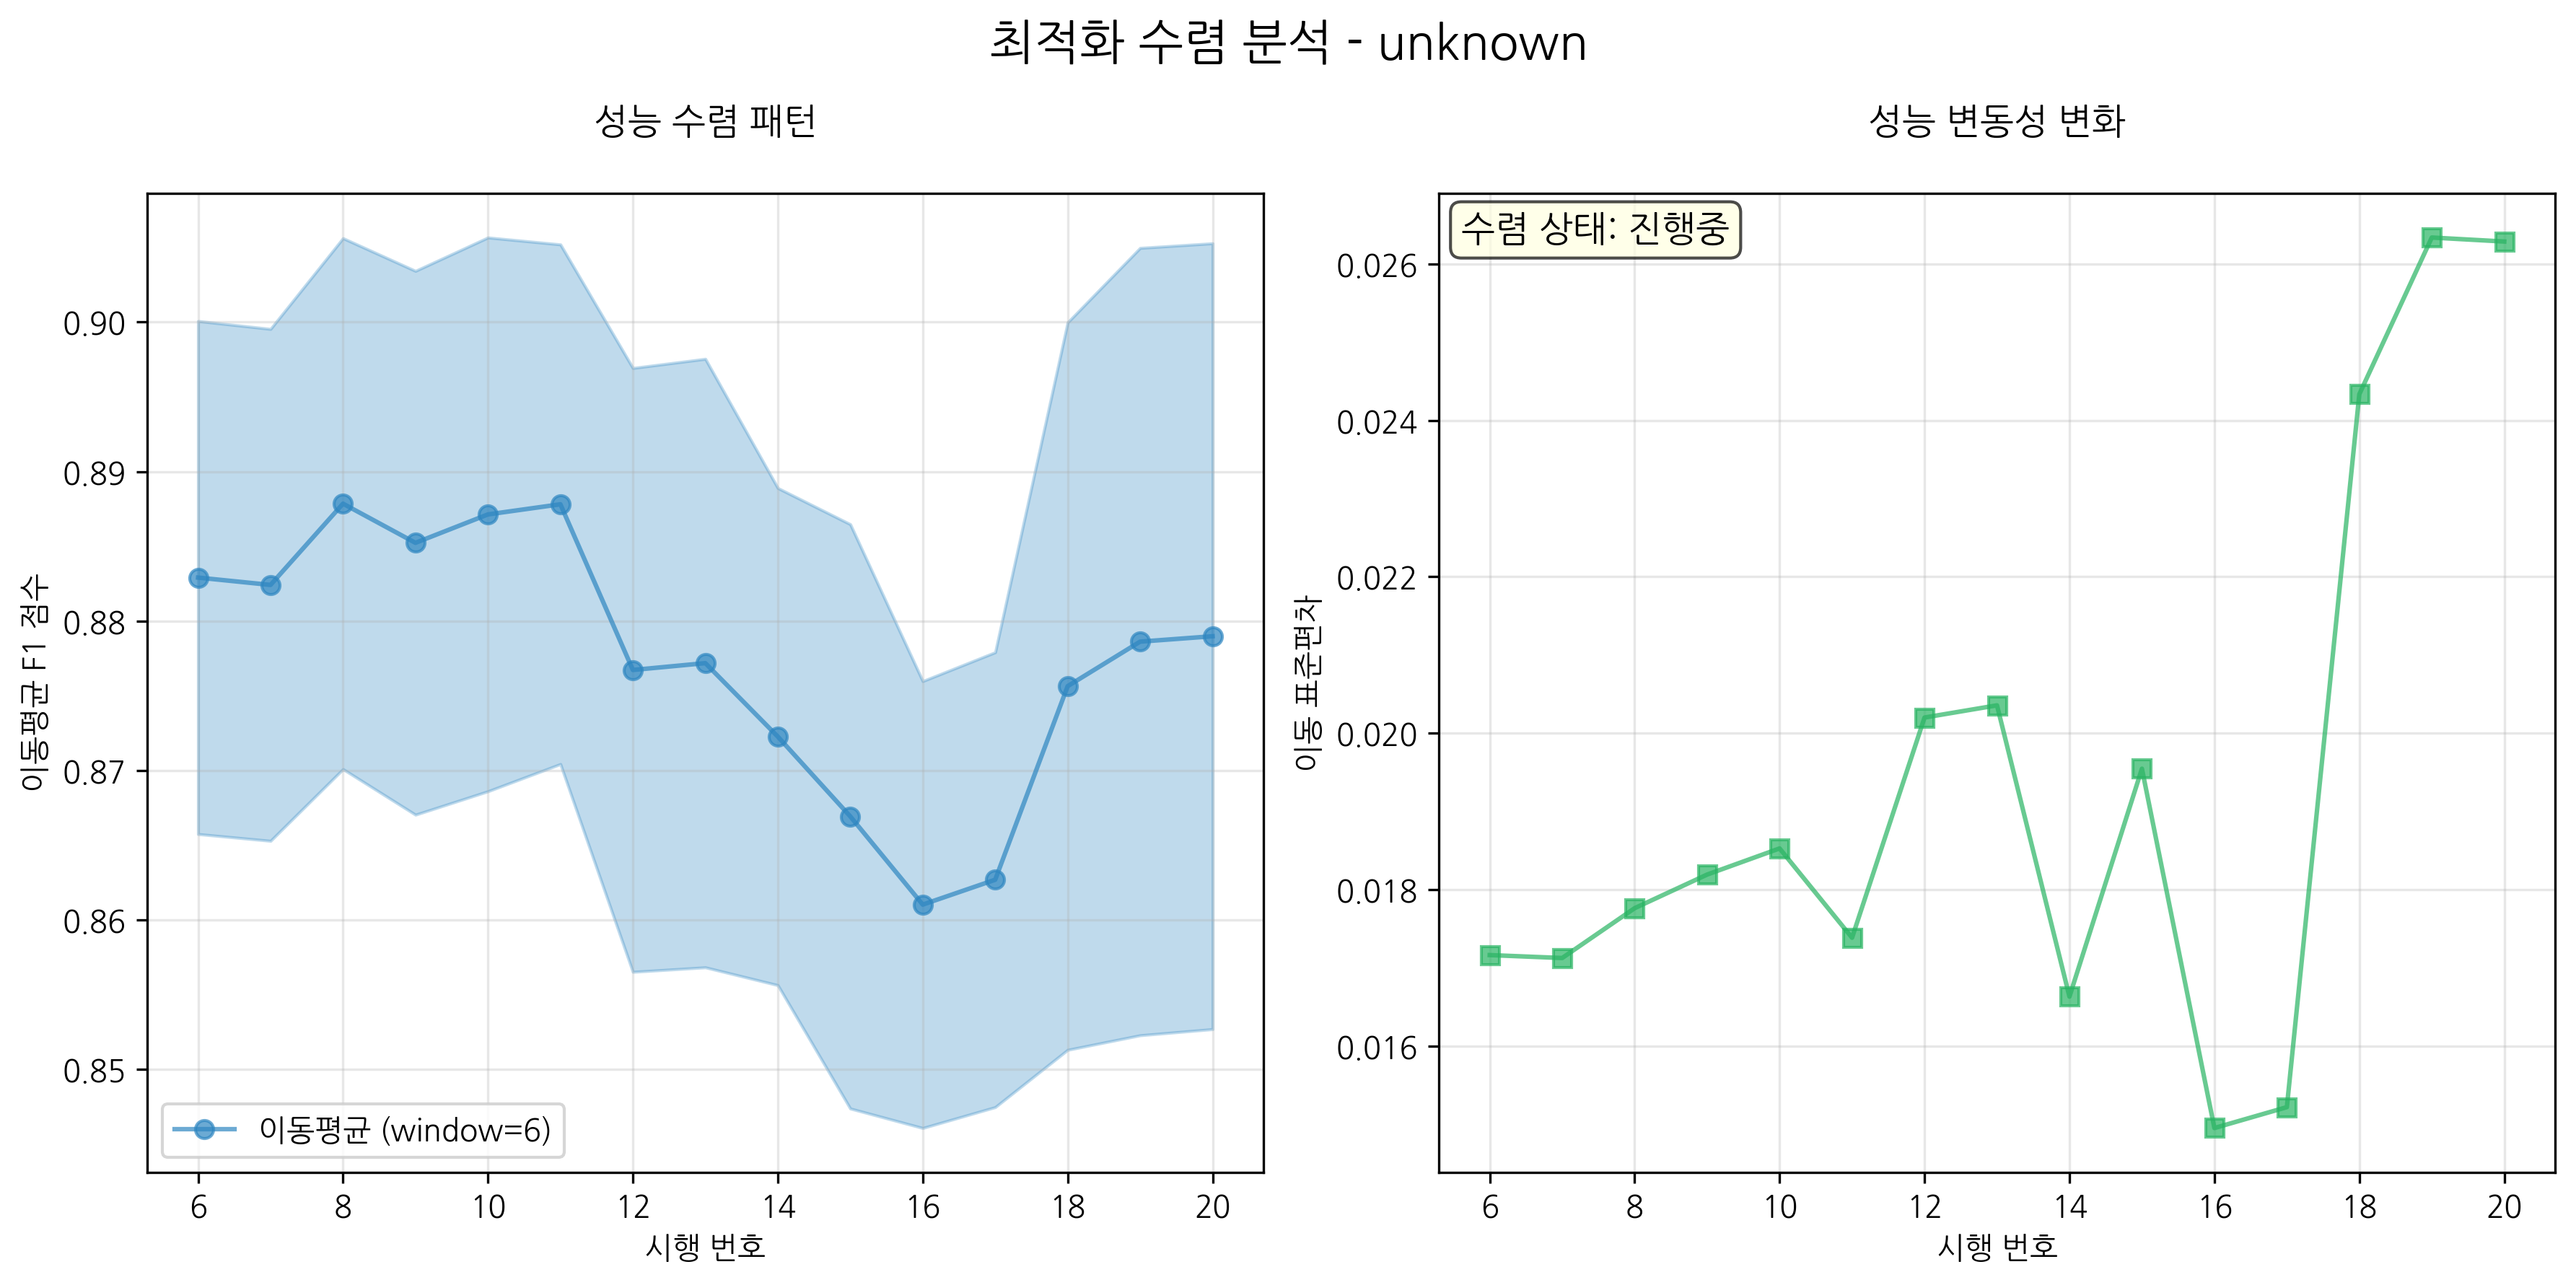 최적화 수렴 분석 - unknown
성능 수렴 패턴
이동평균 F1 점수
0.90
0.89
0.88
0.87
0.86
0.85
이동평균 (window=6)
6 8 10 12 14 16 18 20
시행 번호
성능 변동성 변화
수렴 상태: 진행중
이동 표준편차
0.026
0.024
0.022
0.020
0.018
0.016
6 8 10 12 14 16 18 20
시행 번호